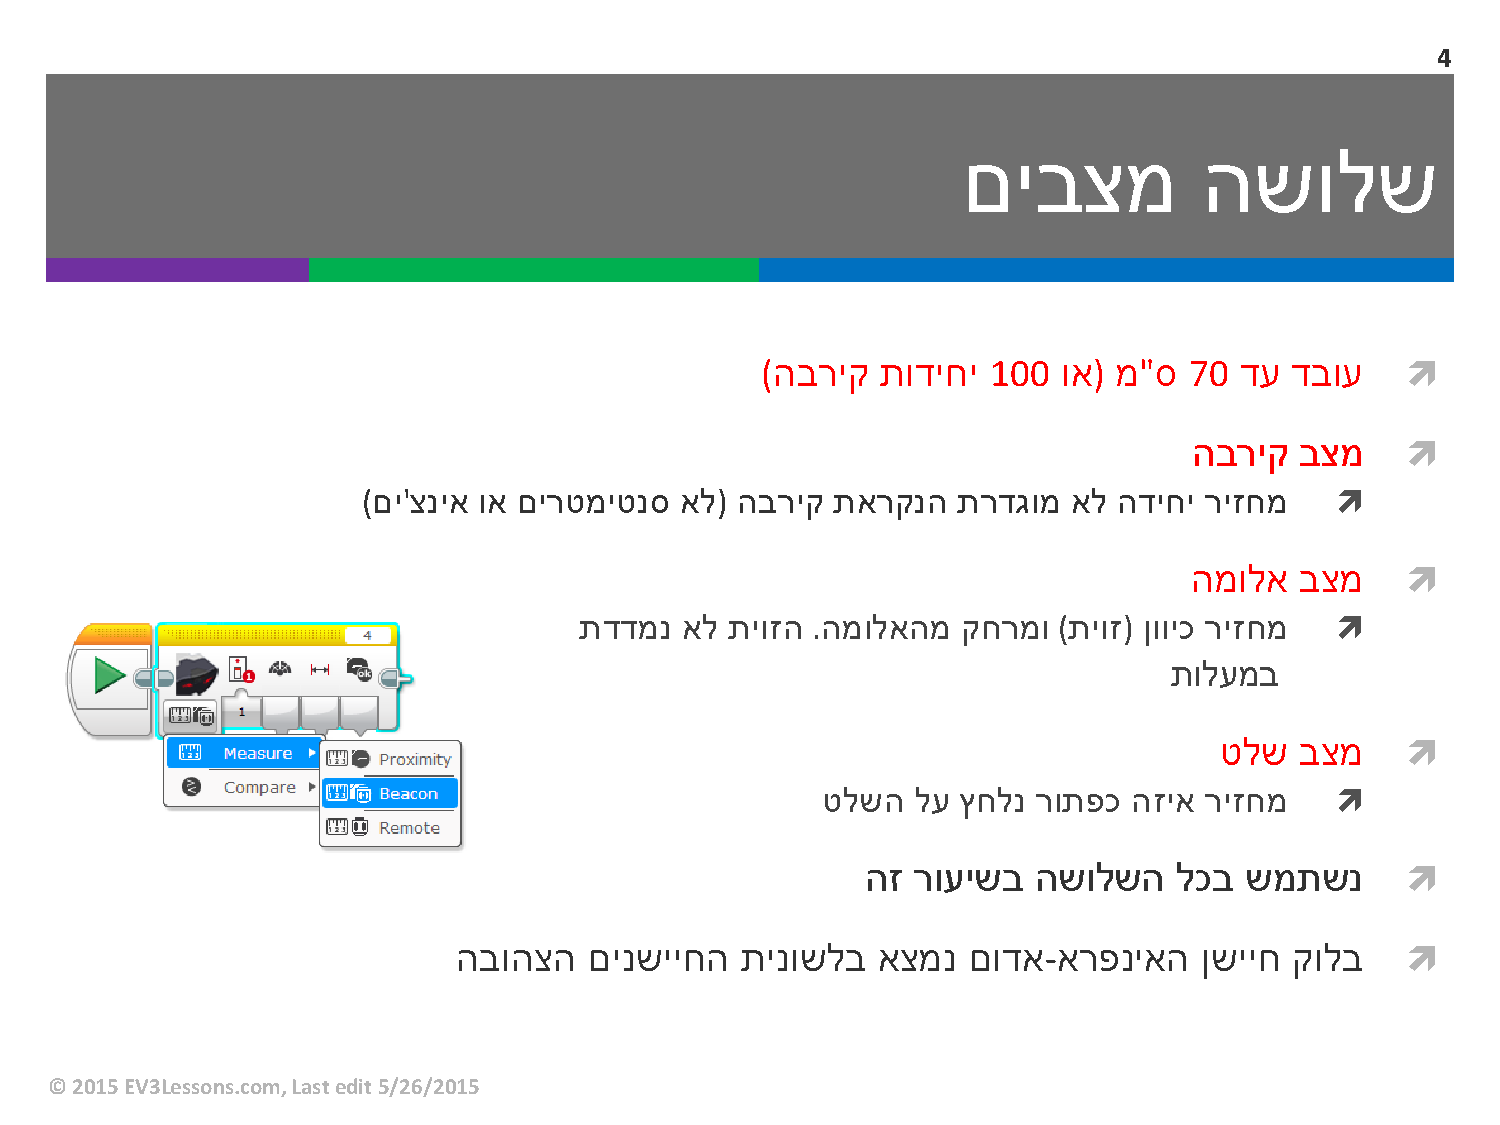 4
שלושה מצבים
עובד עד 70 ס"מ (או 100 יחידות קירבה)
מצב קירבה
מחזיר יחידה לא מוגדרת הנקראת קירבה (לא סנטימטרים או אינצ'ים)
מצב אלומה
מחזיר כיוון (זוית) ומרחק מהאלומה. הזוית לא נמדדת
במעלות
4
1
1
Measure
Proximity
Compare
Beacon
Remote
מצב שלט
מחזיר איזה כפתור נלחץ על השלט
נשתמש בכל השלושה בשיעור זה
בלוק חיישן האינפרא-אדום נמצא בלשונית החיישנים הצהובה
© 2015 EV3Lessons.com, Last edit 5/26/2015